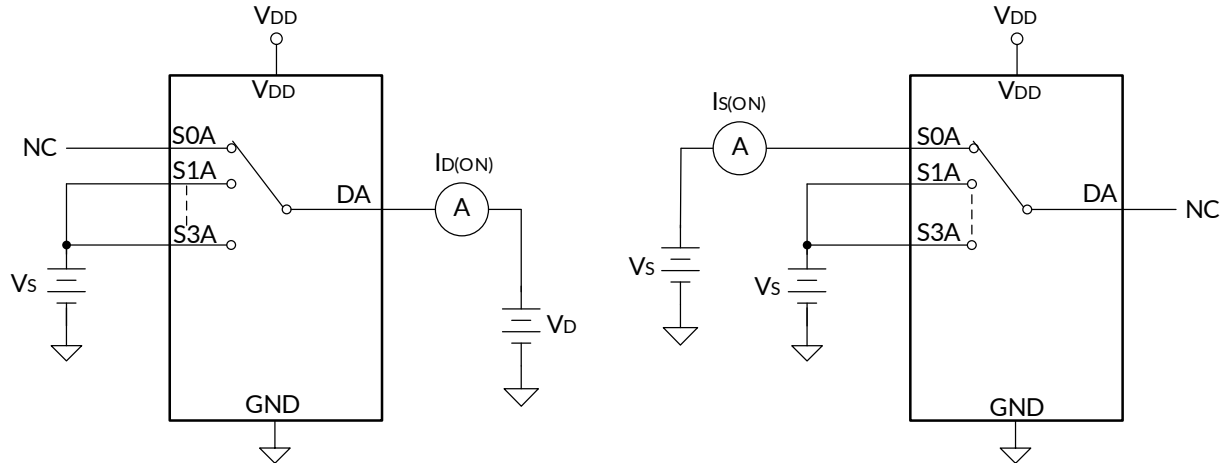 VDD
VDD
NC
S0A
S1A
S3A
DA
ID(ON)
A
VS
VD
GND
VDD
VDD
IS(ON)
A
S0A
S1A
S3A
DA
NC
VS
VS
GND